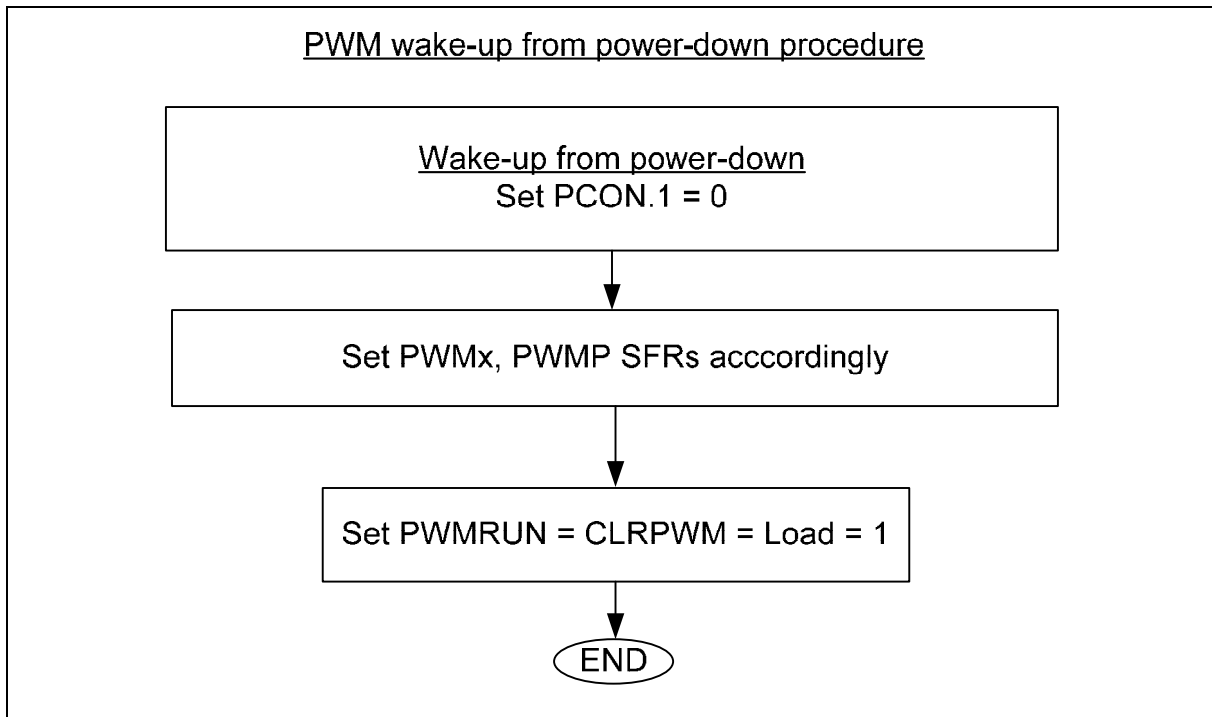 PWM wake-up from power-down procedure
Wake-up from power-down
Set PCON.1 = 0
Set PWMx, PWMP SFRs acccordingly
Set PWMRUN = CLRPWM = Load = 1
END